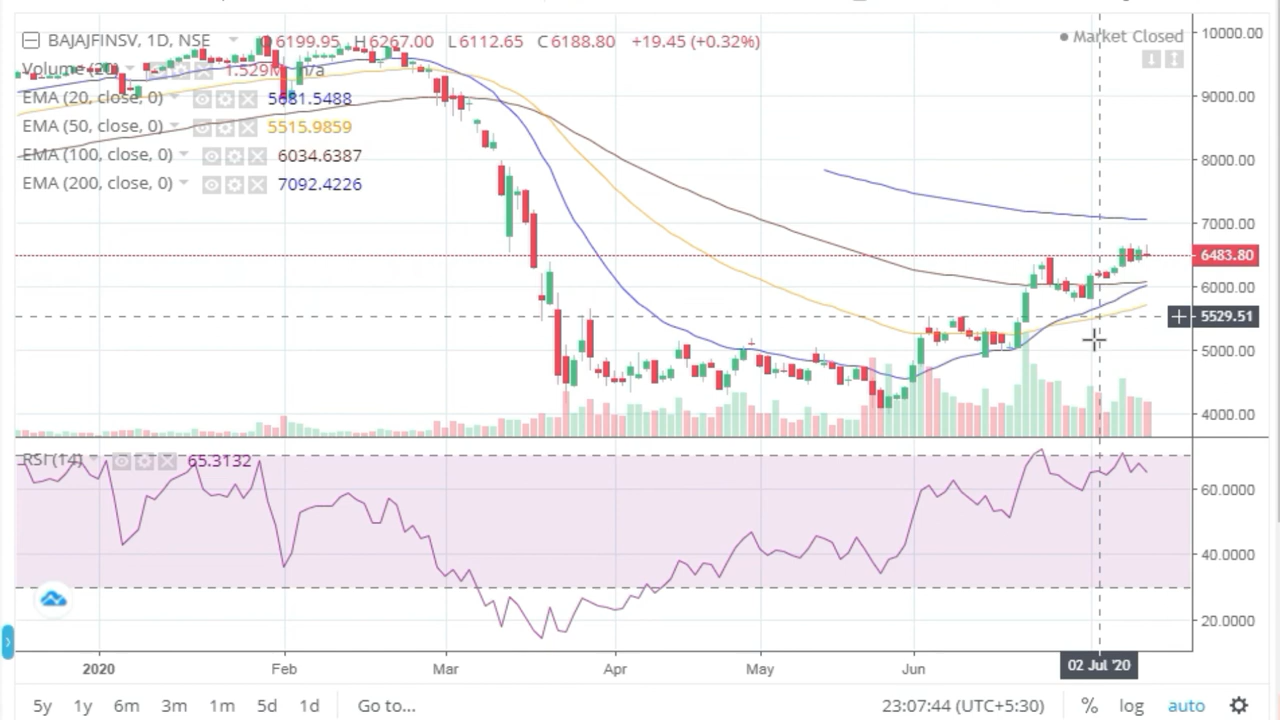 BAJAJFINSV, 1D, NSE O6199.95 H6267.00 L6112.65 C6188.80 +19.45 (+0.32%)
Market Closed
Volume (20) 1.529M n/a
EMA (20, close, 0) 5681.5488
EMA (50, close, 0) 5515.9859
EMA (100, close, 0) 6034.6387
EMA (200, close, 0) 7092.4226
10000.00
9000.00
8000.00
7000.00
6483.80
6000.00
5529.51
5000.00
4000.00
RSI (14) 65.3132
60.0000
40.0000
20.0000
2020 Feb Mar Apr May Jun 02 Jul '20
5y 1y 6m 3m 1m 5d 1d Go to... 23:07:44 (UTC+5:30) % log auto